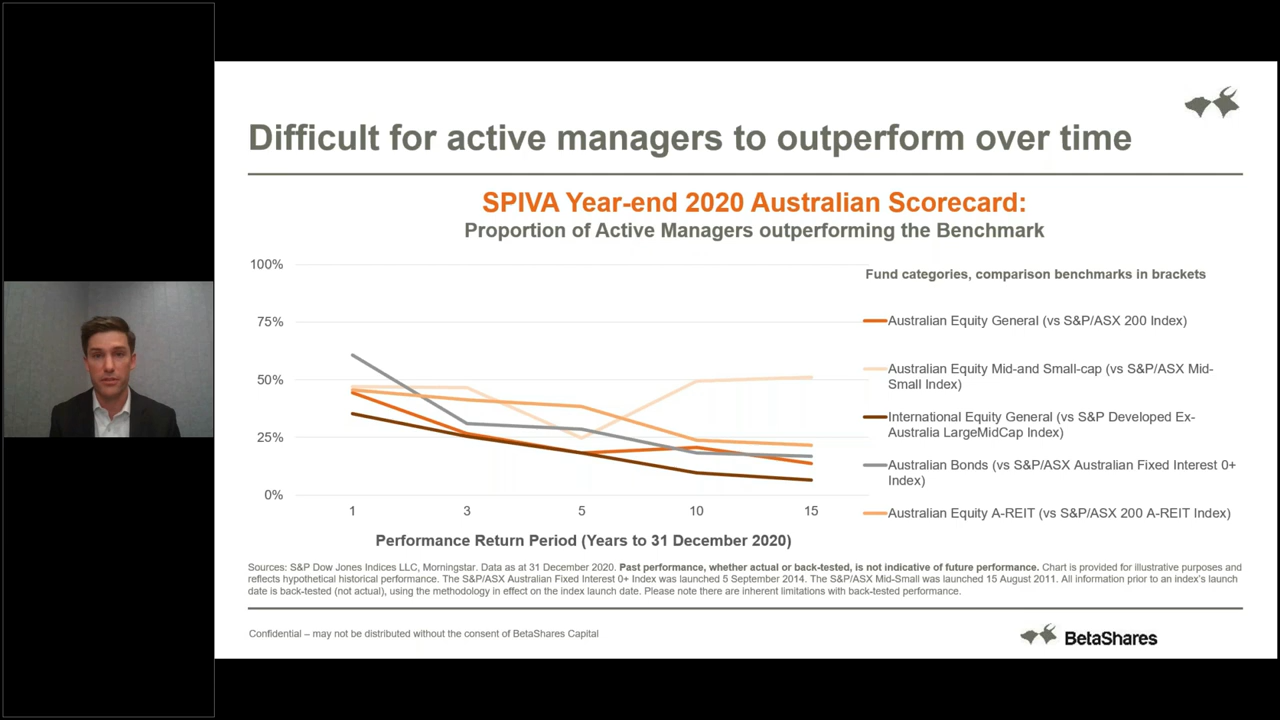 Difficult for active managers to outperform over time
SPIVA Year-end 2020 Australian Scorecard:
Proportion of Active Managers outperforming the Benchmark
100%
75%
50%
25%
0%
1 3 5 10 15
Performance Return Period (Years to 31 December 2020)
Fund categories, comparison benchmarks in brackets
Australian Equity General (vs S&P/ASX 200 Index)
Australian Equity Mid-and Small-cap (vs S&P/ASX Mid-
Small Index)
International Equity General (vs S&P Developed Ex-
Australia LargeMidCap Index)
Australian Bonds (vs S&P/ASX Australian Fixed Interest 0+
Index)
Australian Equity A-REIT (vs S&P/ASX 200 A-REIT Index)
Sources: S&P Dow Jones Indices LLC, Morningstar. Data as at 31 December 2020. Past performance, whether actual or back-tested, is not indicative of future performance. Chart is provided for illustrative purposes and
reflects hypothetical historical performance. The S&P/ASX Australian Fixed Interest 0+ Index was launched 5 September 2014. The S&P/ASX Mid-Small was launched 15 August 2011. All information prior to an index's launch
date is back-tested (not actual), using the methodology in effect on the index launch date. Please note there are inherent limitations with back-tested performance.
Confidential – may not be distributed without the consent of BetaShares Capital
BetaShares